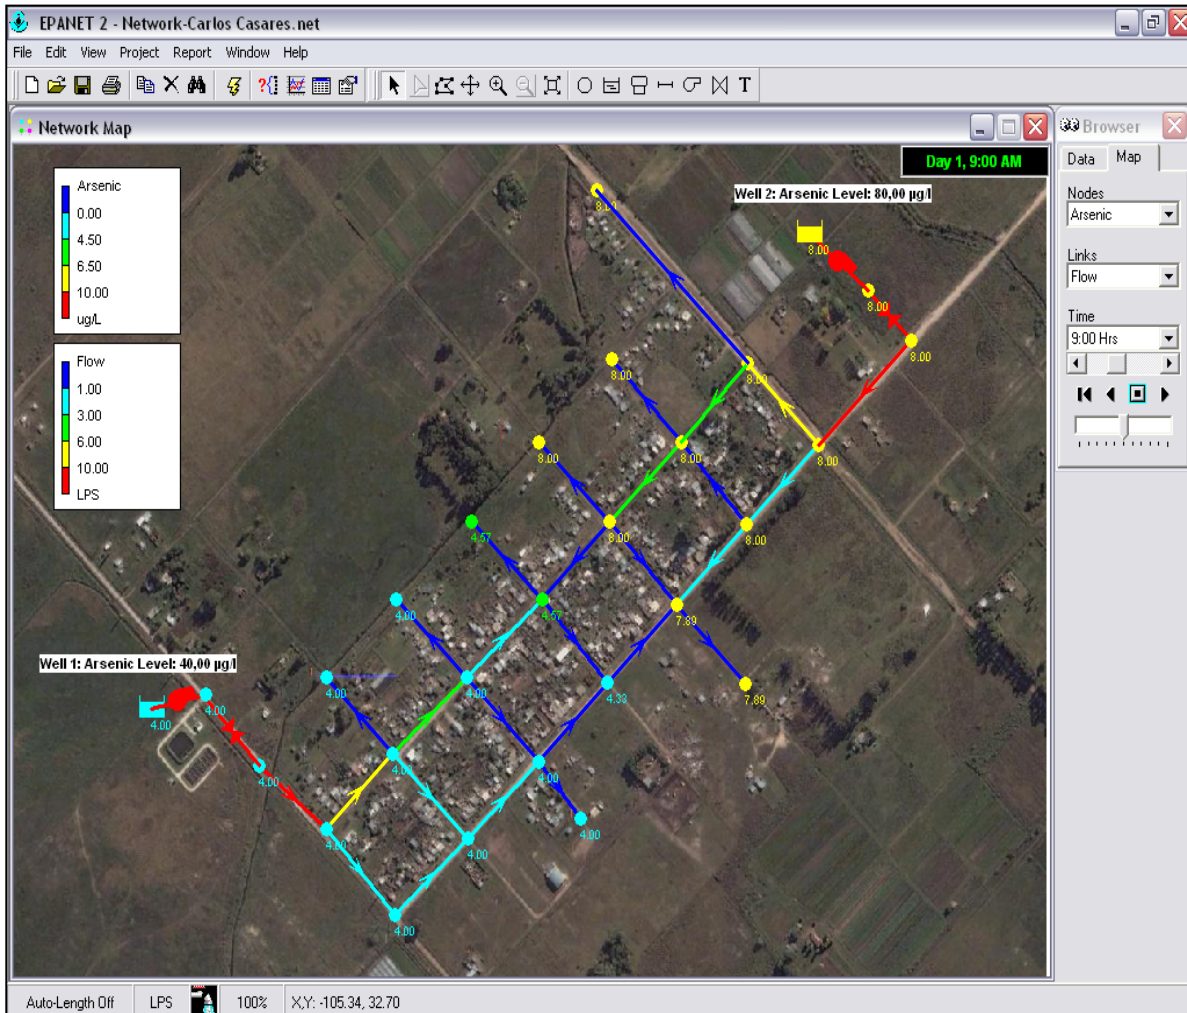 EPANET 2 - Network-Carlos Casares.net
File Edit View Project Report Window Help
T
Network Map
Browser
Data Map
Day 1, 9:00 AM
Arsenic
0.00
4.50
6.50
10.00
ug/L
Flow
1.00
3.00
6.00
10.00
LPS
Well 2: Arsenic Level: 80,00 µg/l
Nodes
Arsenic
Links
Flow
Time
9:00 Hrs
8.00
8.00
8.00
8.00
8.00
8.00
8.00
8.00
8.00
8.00
8.00
4.57
4.57
7.89
7.89
4.00
4.33
Well 1: Arsenic Level: 40,00 µg/l
4.00
4.00
4.00
4.00
4.00
4.00
4.00
4.00
4.00
4.00
4.00
Auto-Length Off LPS 100% X,Y: -105.34, 32.70